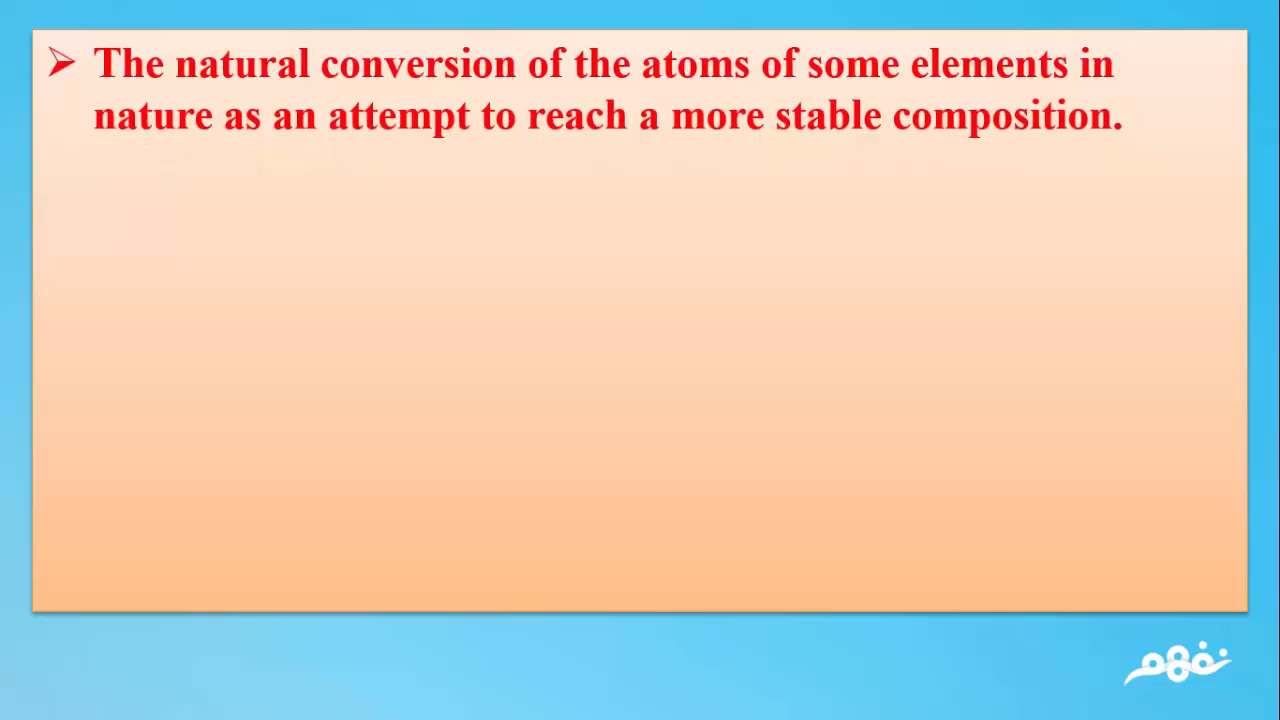 The natural conversion of the atoms of some elements in
nature as an attempt to reach a more stable composition.
نفهم